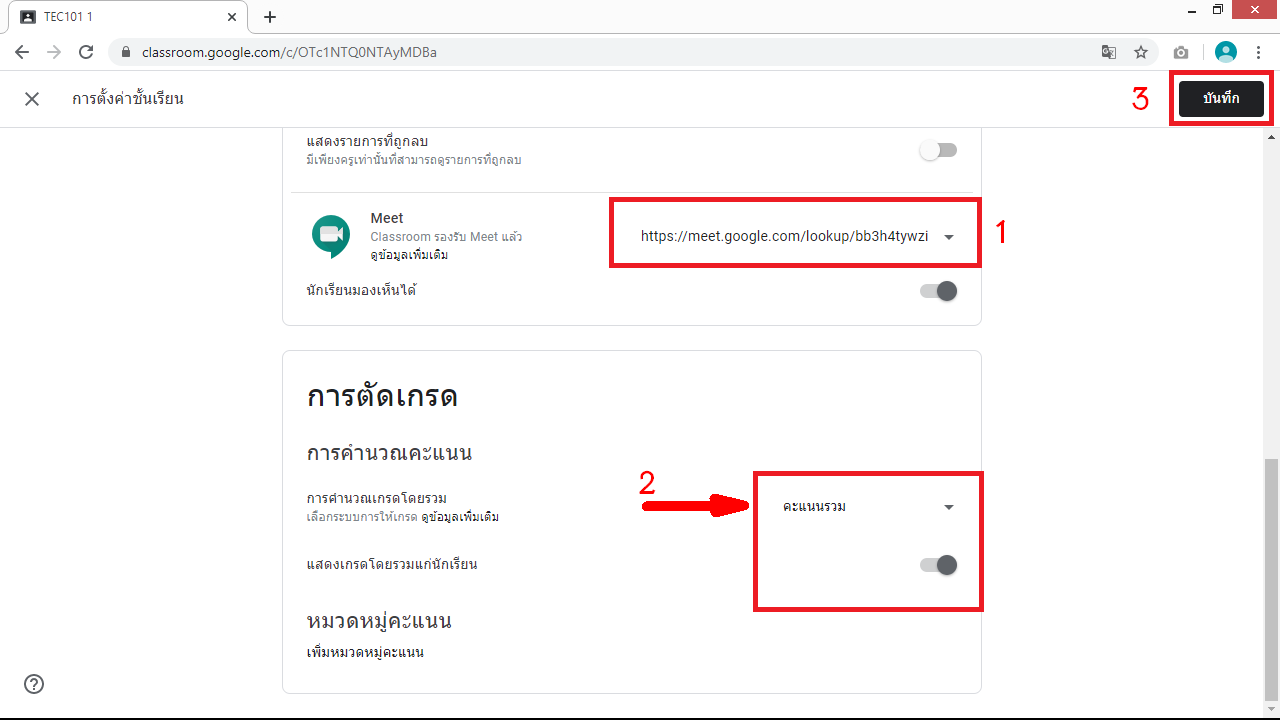 TEC101 1
classroom.google.com/c/OTc1NTQ0NTAyMDBa
การตั้งค่าชั้นเรียน
3
บันทึก
แสดงรายการที่ถูกลบ
มีเพียงครูเท่านั้นที่สามารถดูรายการที่ถูกลบ
Meet
Classroom รองรับ Meet แล้ว
ดูข้อมูลเพิ่มเติม
https://meet.google.com/lookup/bb3h4tywzi
1
นักเรียนมองเห็นได้
การตัดเกรด
การคำนวณคะแนน
2
การคำนวณเกรดโดยรวม
เลือกระบบการให้เกรด ดูข้อมูลเพิ่มเติม
คะแนนรวม
แสดงเกรดโดยรวมแก่นักเรียน
หมวดหมู่คะแนน
เพิ่มหมวดหมู่คะแนน